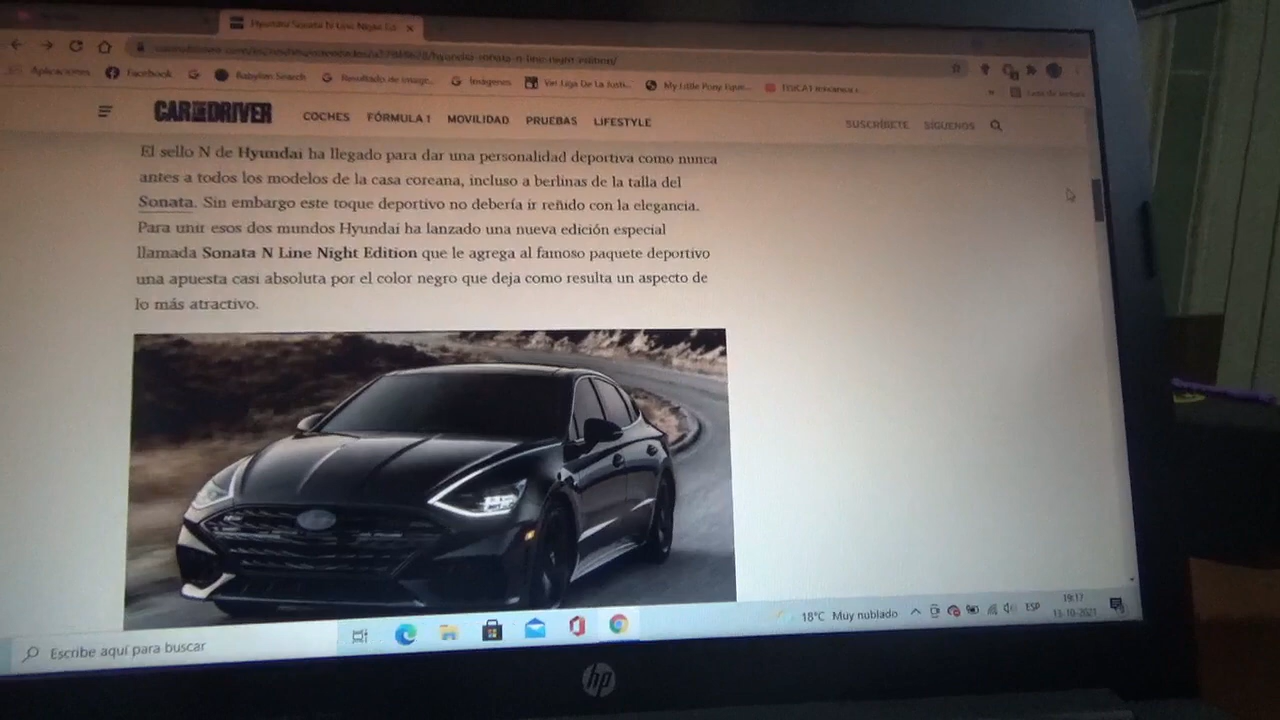 Hyundai Sonata N Line Night Ed
Aplicaciones Facebook Babylon Search Resultado de image... Imágenes Ver Liga De La Justi... My Little Pony Eque...
CAR AND DRIVER COCHES FÓRMULA 1 MOVILIDAD PRUEBAS LIFESTYLE SUSCRÍBETE SÍGUENOS
El sello N de Hyundai ha llegado para dar una personalidad deportiva como nunca
antes a todos los modelos de la casa coreana, incluso a berlinas de la talla del
Sonata. Sin embargo este toque deportivo no debería ir reñido con la elegancia.
Para unir esos dos mundos Hyundai ha lanzado una nueva edición especial
llamada Sonata N Line Night Edition que le agrega al famoso paquete deportivo
una apuesta casi absoluta por el color negro que deja como resulta un aspecto de
lo más atractivo.
Escribe aquí para buscar 18°C Muy nublado ESP 19:17
13-10-2021
hp